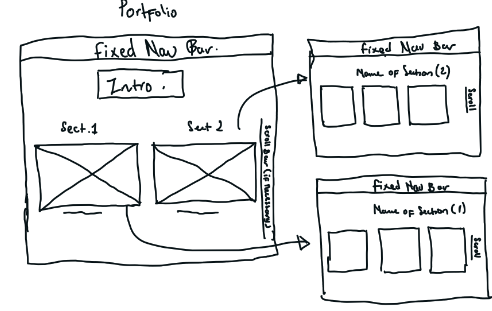 Portfolio
Fixed Nav Bar.
Intro:
Sect.1
Sect 2
Scroll Bar (if necessary)
Fixed Nav Bar
Name of Section (2)
Scroll
Fixed Nav Bar
Name of Section (1)
Scroll